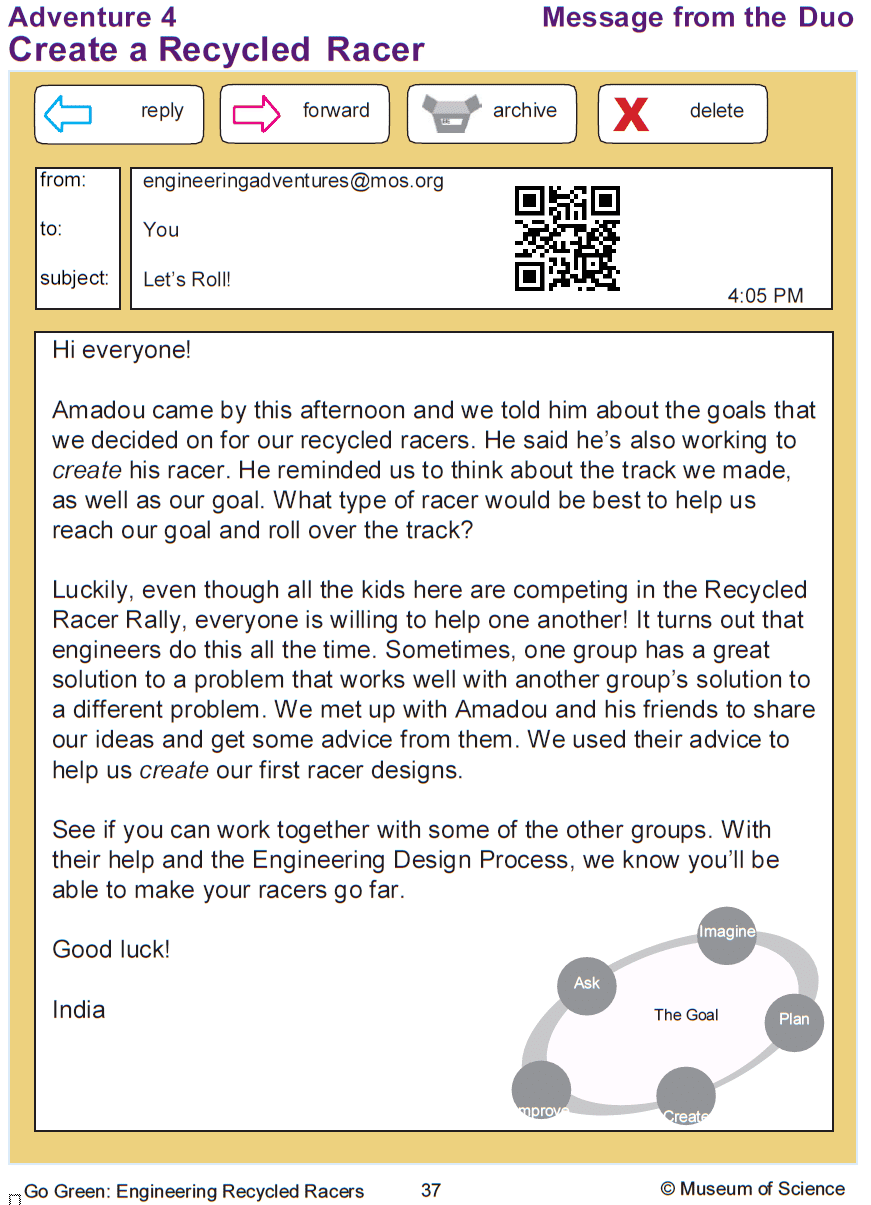 Adventure 4
Message from the Duo
Create a Recycled Racer
reply
forward
archive
delete
from:
engineeringadventures@mos.org
to:
You
subject:
Let's Roll!
4:05 PM
Hi everyone!
Amadou came by this afternoon and we told him about the goals that
we decided on for our recycled racers. He said he's also working to
create his racer. He reminded us to think about the track we made,
as well as our goal. What type of racer would be best to help us
reach our goal and roll over the track?
Luckily, even though all the kids here are competing in the Recycled
Racer Rally, everyone is willing to help one another! It turns out that
engineers do this all the time. Sometimes, one group has a great
solution to a problem that works well with another group's solution to
a different problem. We met up with Amadou and his friends to share
our ideas and get some advice from them. We used their advice to
help us create our first racer designs.
See if you can work together with some of the other groups. With
their help and the Engineering Design Process, we know you'll be
able to make your racers go far.
Good luck!
India
Imagine
Ask
The Goal
Plan
Improve
Create
Go Green: Engineering Recycled Racers
37
© Museum of Science